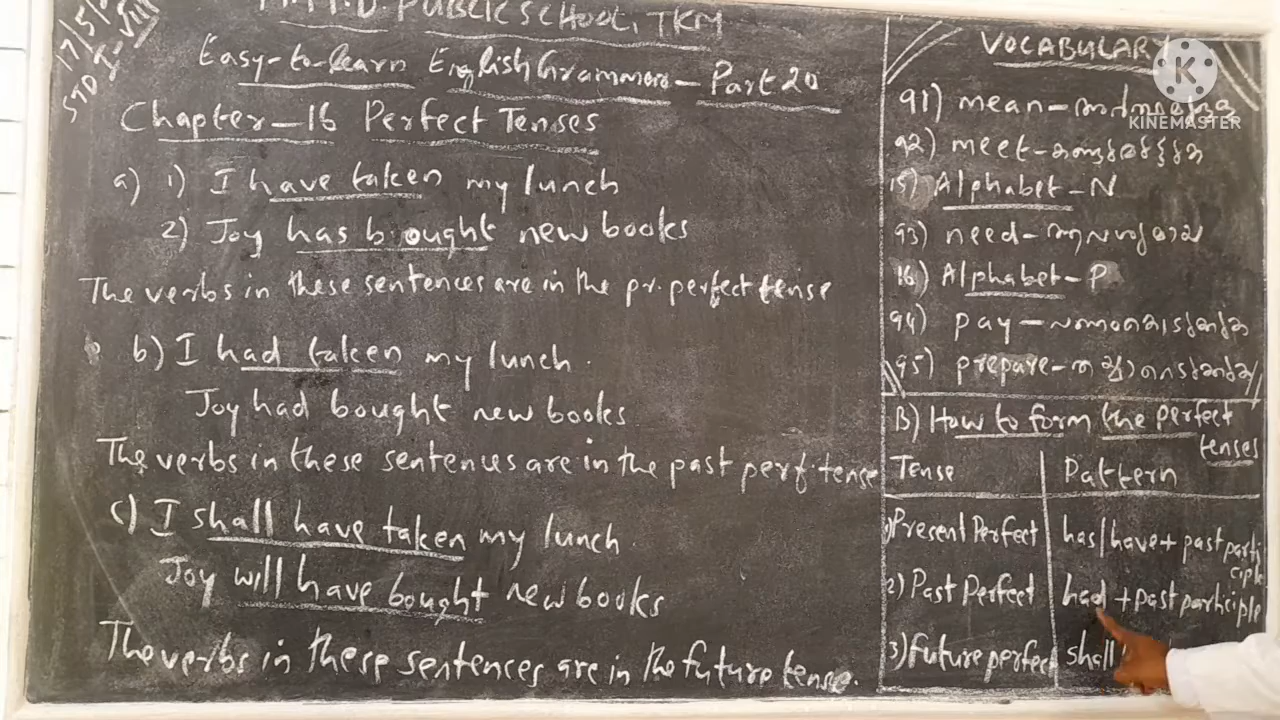 17/5/
STD I-VIII
PUBLIC SCHOOL, TKM
Easy-to-learn English Grammar - Part 20
Chapter-16 Perfect Tenses
a) 1) I have taken my lunch
2) Joy has bought new books
The verbs in these sentences are in the pr. perfect tense
b) I had taken my lunch.
Joy had bought new books
The verbs in these sentences are in the past perf. tense
c) I shall have taken my lunch.
Joy will have bought new books
The verbs in these sentences are in the future tense.
VOCABULARY
KINEMASTER
91) mean -
92) meet -
15) Alphabet - N
93) need -
16) Alphabet - P
94) pay -
95) prepare -
B) How to form the perfect
tenses
Tense Pattern
1) Present Perfect has/have + past parti
ciple
2) Past Perfect had + past participle
3) future perfect shall